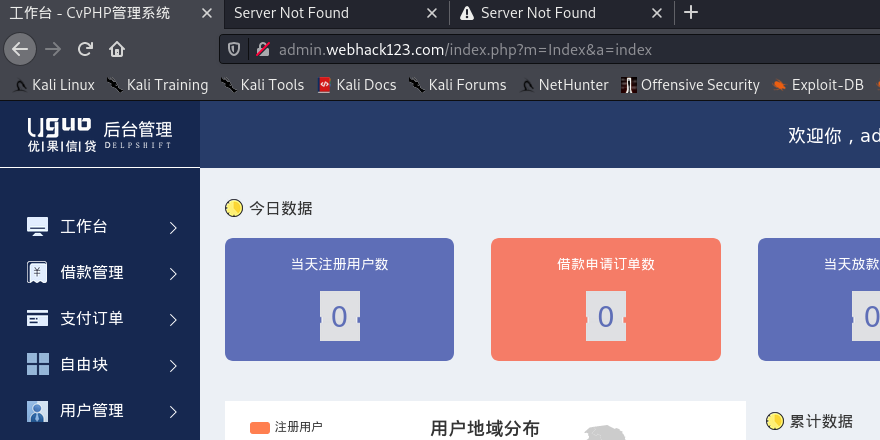 工作台 - CvPHP管理系统 Server Not Found Server Not Found
admin.webhack123.com/index.php?m=Index&a=index
Kali Linux Kali Training Kali Tools Kali Docs Kali Forums NetHunter Offensive Security Exploit-DB
Uguo 后台管理
优果信贷 DELPSHIFT
欢迎你，ad
工作台
借款管理
支付订单
自由块
用户管理
今日数据
当天注册用户数
0
借款申请订单数
0
当天放款
0
注册用户
用户地域分布
累计数据